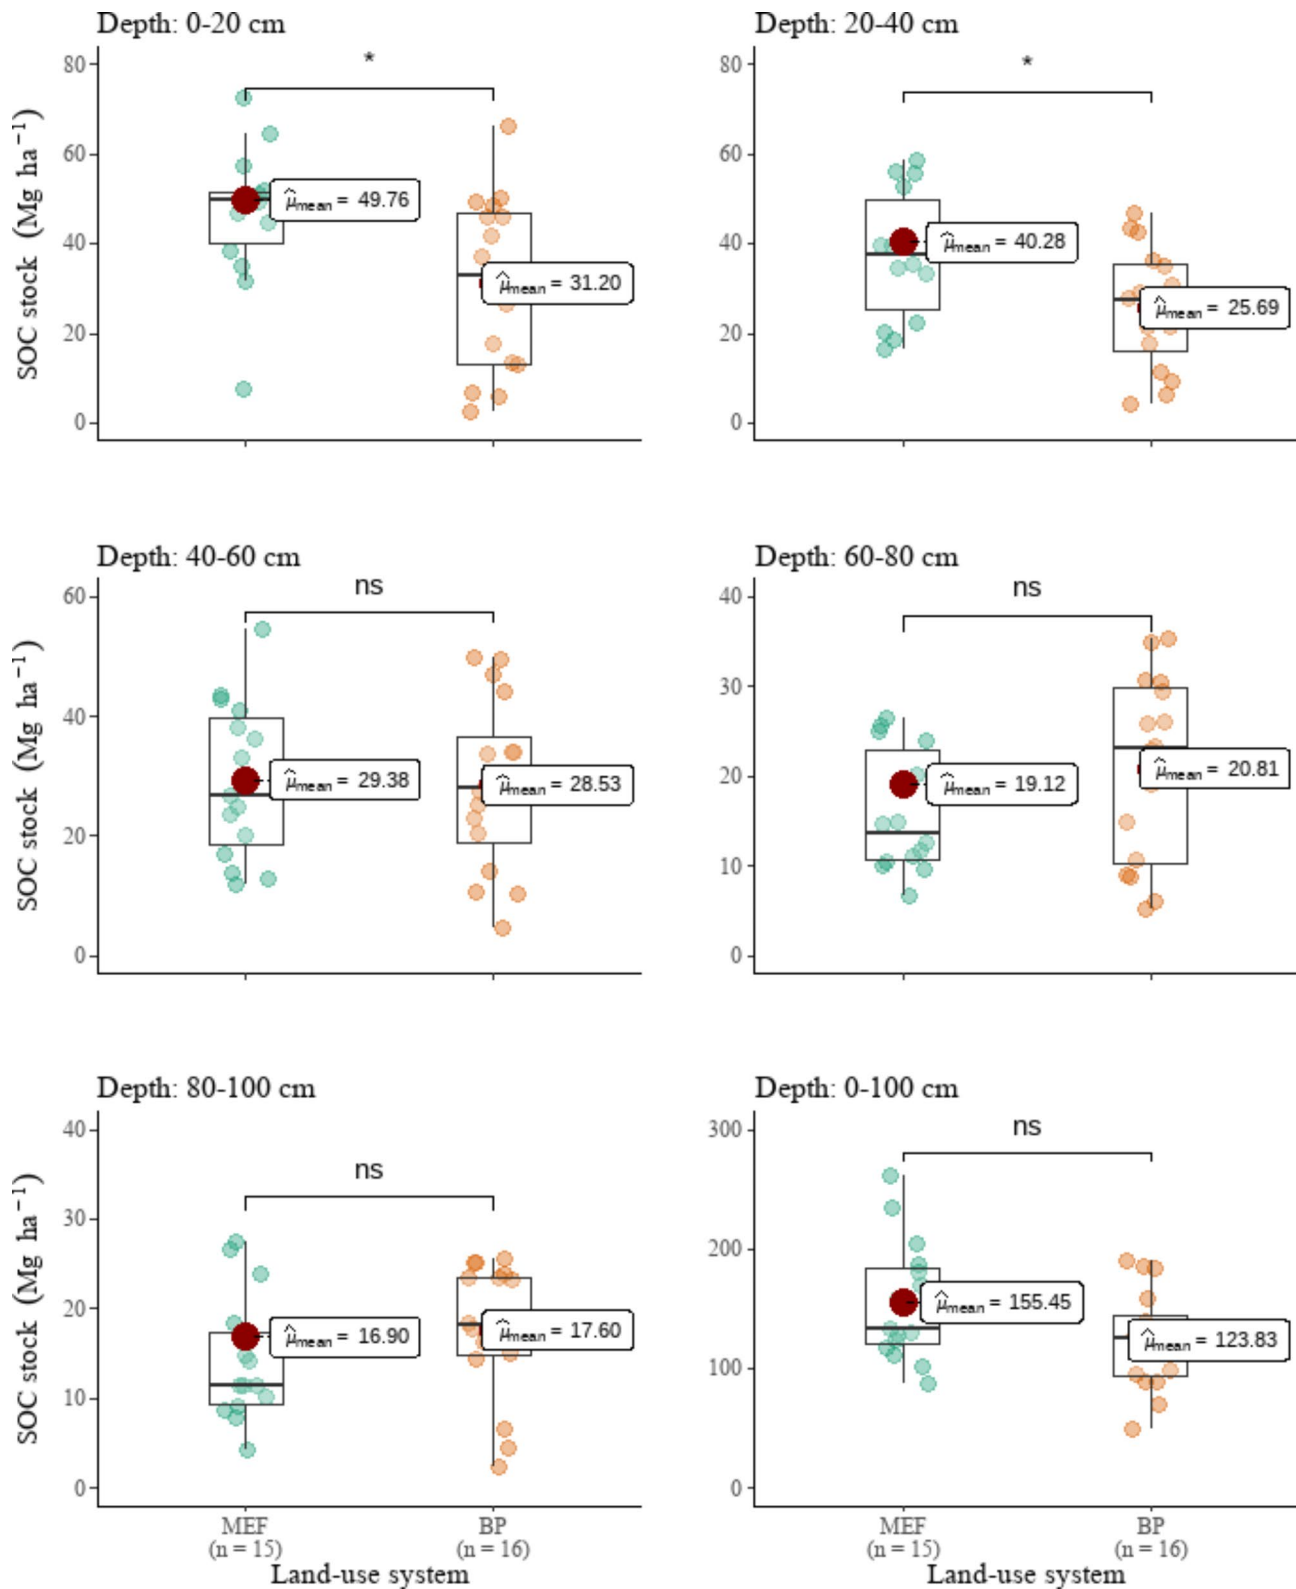 Depth: 0-20 cm
SOC stock (Mg ha⁻¹)
80
60
40
20
0
*
μ̂mean = 49.76
μ̂mean = 31.20
Depth: 20-40 cm
80
60
40
20
0
*
μ̂mean = 40.28
μ̂mean = 25.69
Depth: 40-60 cm
SOC stock (Mg ha⁻¹)
60
40
20
0
ns
μ̂mean = 29.38
μ̂mean = 28.53
Depth: 60-80 cm
40
30
20
10
0
ns
μ̂mean = 19.12
μ̂mean = 20.81
Depth: 80-100 cm
SOC stock (Mg ha⁻¹)
40
30
20
10
0
ns
μ̂mean = 16.90
μ̂mean = 17.60
MEF
(n = 15)
BP
(n = 16)
Land-use system
Depth: 0-100 cm
300
200
100
0
ns
μ̂mean = 155.45
μ̂mean = 123.83
MEF
(n = 15)
BP
(n = 16)
Land-use system